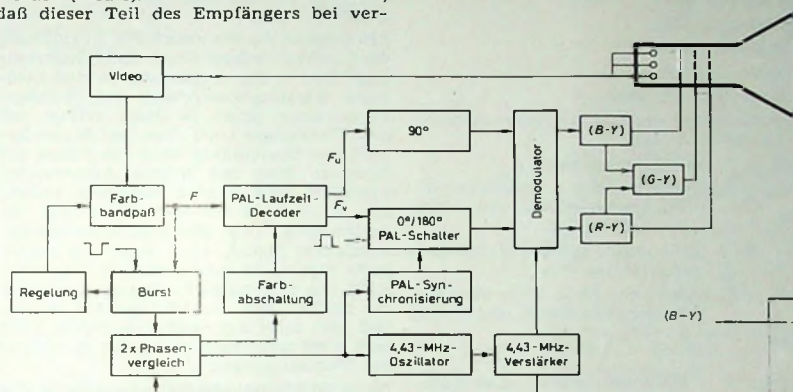 daß dieser Teil des Empfängers bei ver-
Video
90°
Fu
(B-Y)
Demodulator
(G-Y)
Farb-
bandpaß
F
PAL-Laufzeit-
Decoder
Fv
0°/180°
PAL-Schalter
(R-Y)
Regelung
Burst
Farb-
abschaltung
PAL-Syn-
chronisierung
(B-Y)
2x Phasen-
vergleich
4,43-MHz-
Oszillator
4,43-MHz-
Verstärker